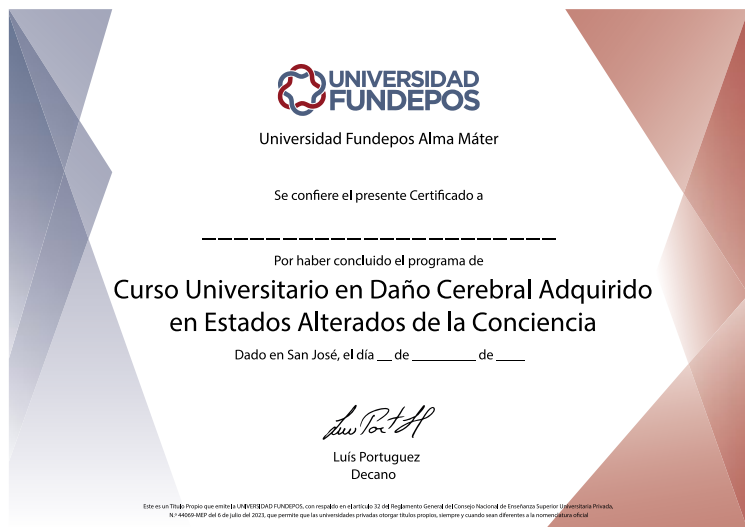 UNIVERSIDAD
FUNDEPOS
Universidad Fundepos Alma Máter
Se confiere el presente Certificado a
Por haber concluido el programa de
Curso Universitario en Daño Cerebral Adquirido
en Estados Alterados de la Conciencia
Dado en San José, el día __ de ________ de ____
Luís Portuguez
Decano
Este es un Título Propio que emite la UNIVERSIDAD FUNDEPOS, con respaldo en el artículo 32 del Reglamento General del Consejo Nacional de Enseñanza Superior Universitaria Privada,
N.º 44069-MEP del 6 de julio del 2023, que permite que las universidades privadas otorgar títulos propios, siempre y cuando sean diferentes a la nomenclatura oficial